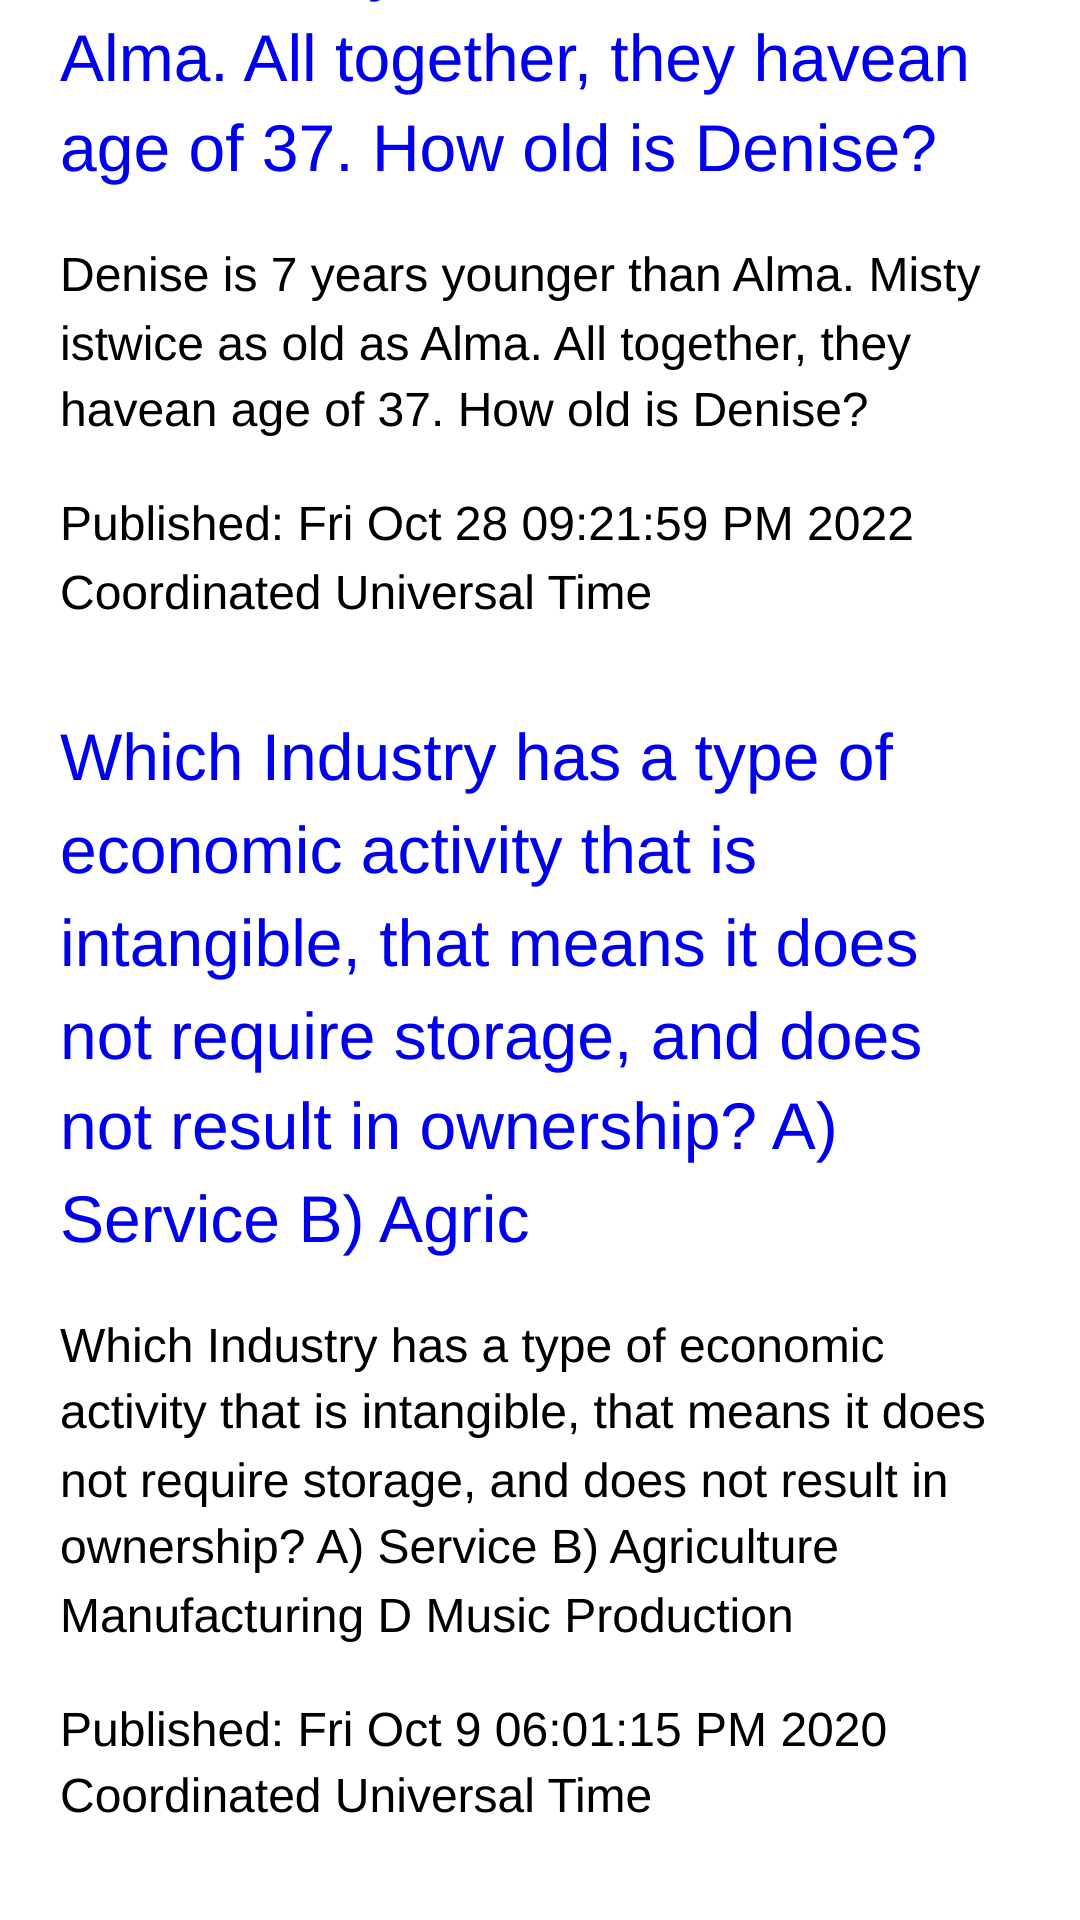 Alma. All together, they havean
age of 37. How old is Denise?
Denise is 7 years younger than Alma. Misty
istwice as old as Alma. All together, they
havean age of 37. How old is Denise?
Published: Fri Oct 28 09:21:59 PM 2022
Coordinated Universal Time
Which Industry has a type of
economic activity that is
intangible, that means it does
not require storage, and does
not result in ownership? A)
Service B) Agric
Which Industry has a type of economic
activity that is intangible, that means it does
not require storage, and does not result in
ownership? A) Service B) Agriculture
Manufacturing D Music Production
Published: Fri Oct 9 06:01:15 PM 2020
Coordinated Universal Time